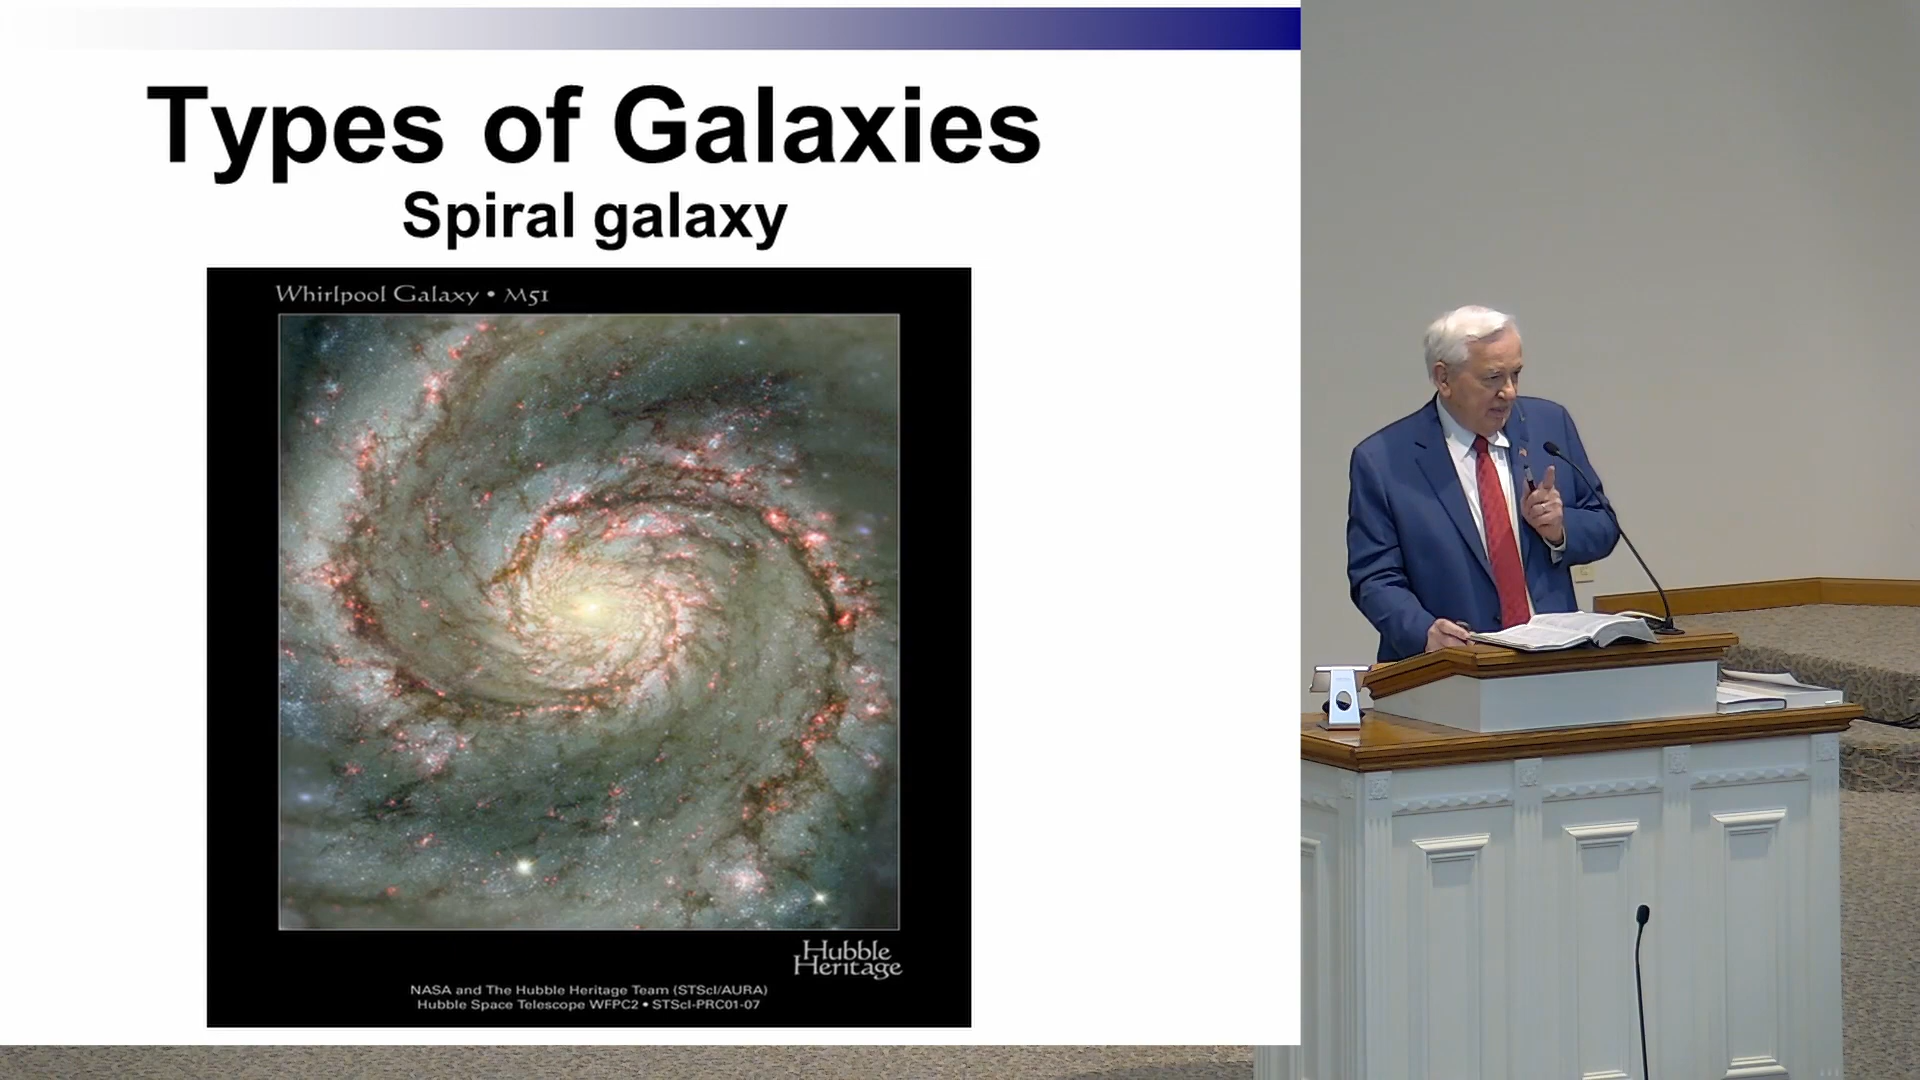 Types of Galaxies
Spiral galaxy
Whirlpool Galaxy • M51
Hubble
Heritage
NASA and The Hubble Heritage Team (STScI/AURA)
Hubble Space Telescope WFPC2 • STScI-PRC01-07